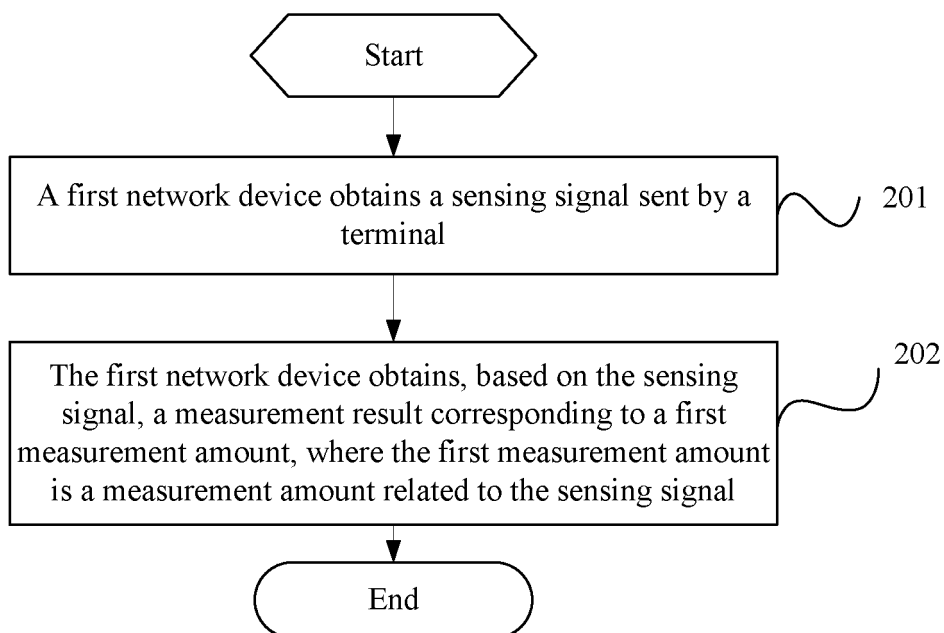 Start
A first network device obtains a sensing signal sent by a
terminal
201
The first network device obtains, based on the sensing
signal, a measurement result corresponding to a first
measurement amount, where the first measurement amount
is a measurement amount related to the sensing signal
202
End